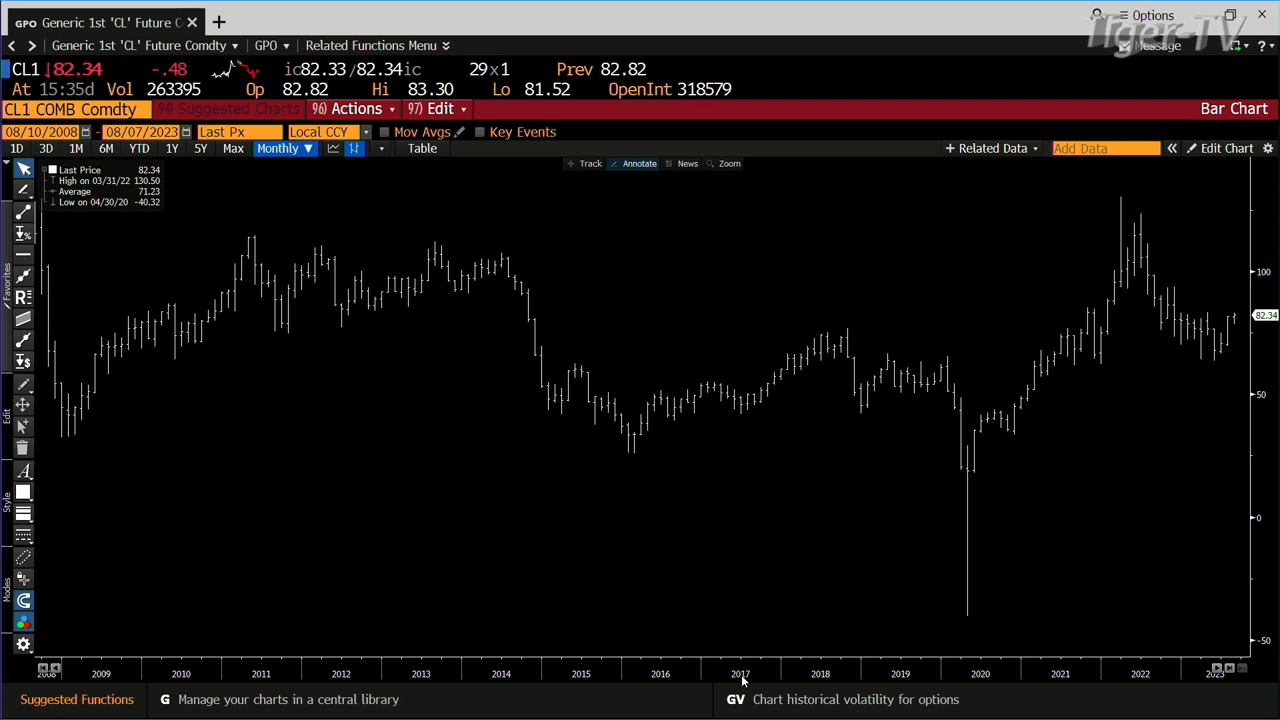 GPO Generic 1st 'CL' Future C
Options
Generic 1st 'CL' Future Comdty GPO Related Functions Menu
Message
Tiger-TV
CL1 ↓82.34 -.48 ic82.33/82.34ic 29x1 Prev 82.82
At 15:35d Vol 263395 Op 82.82 Hi 83.30 Lo 81.52 OpenInt 318579
CL1 COMB Comdty 94) Suggested Charts 96) Actions 97) Edit Bar Chart
08/10/2008 - 08/07/2023 Last Px Local CCY Mov Avgs Key Events
1D 3D 1M 6M YTD 1Y 5Y Max Monthly ▼ Table + Related Data Add Data « Edit Chart
Track Annotate News Zoom
Last Price 82.34
High on 03/31/22 130.50
Average 71.23
Low on 04/30/20 -40.32
Favorites
Edit
Style
Modes
100
82.34
50
0
-50
2008 2009 2010 2011 2012 2013 2014 2015 2016 2017 2018 2019 2020 2021 2022 2023
Suggested Functions G Manage your charts in a central library GV Chart historical volatility for options